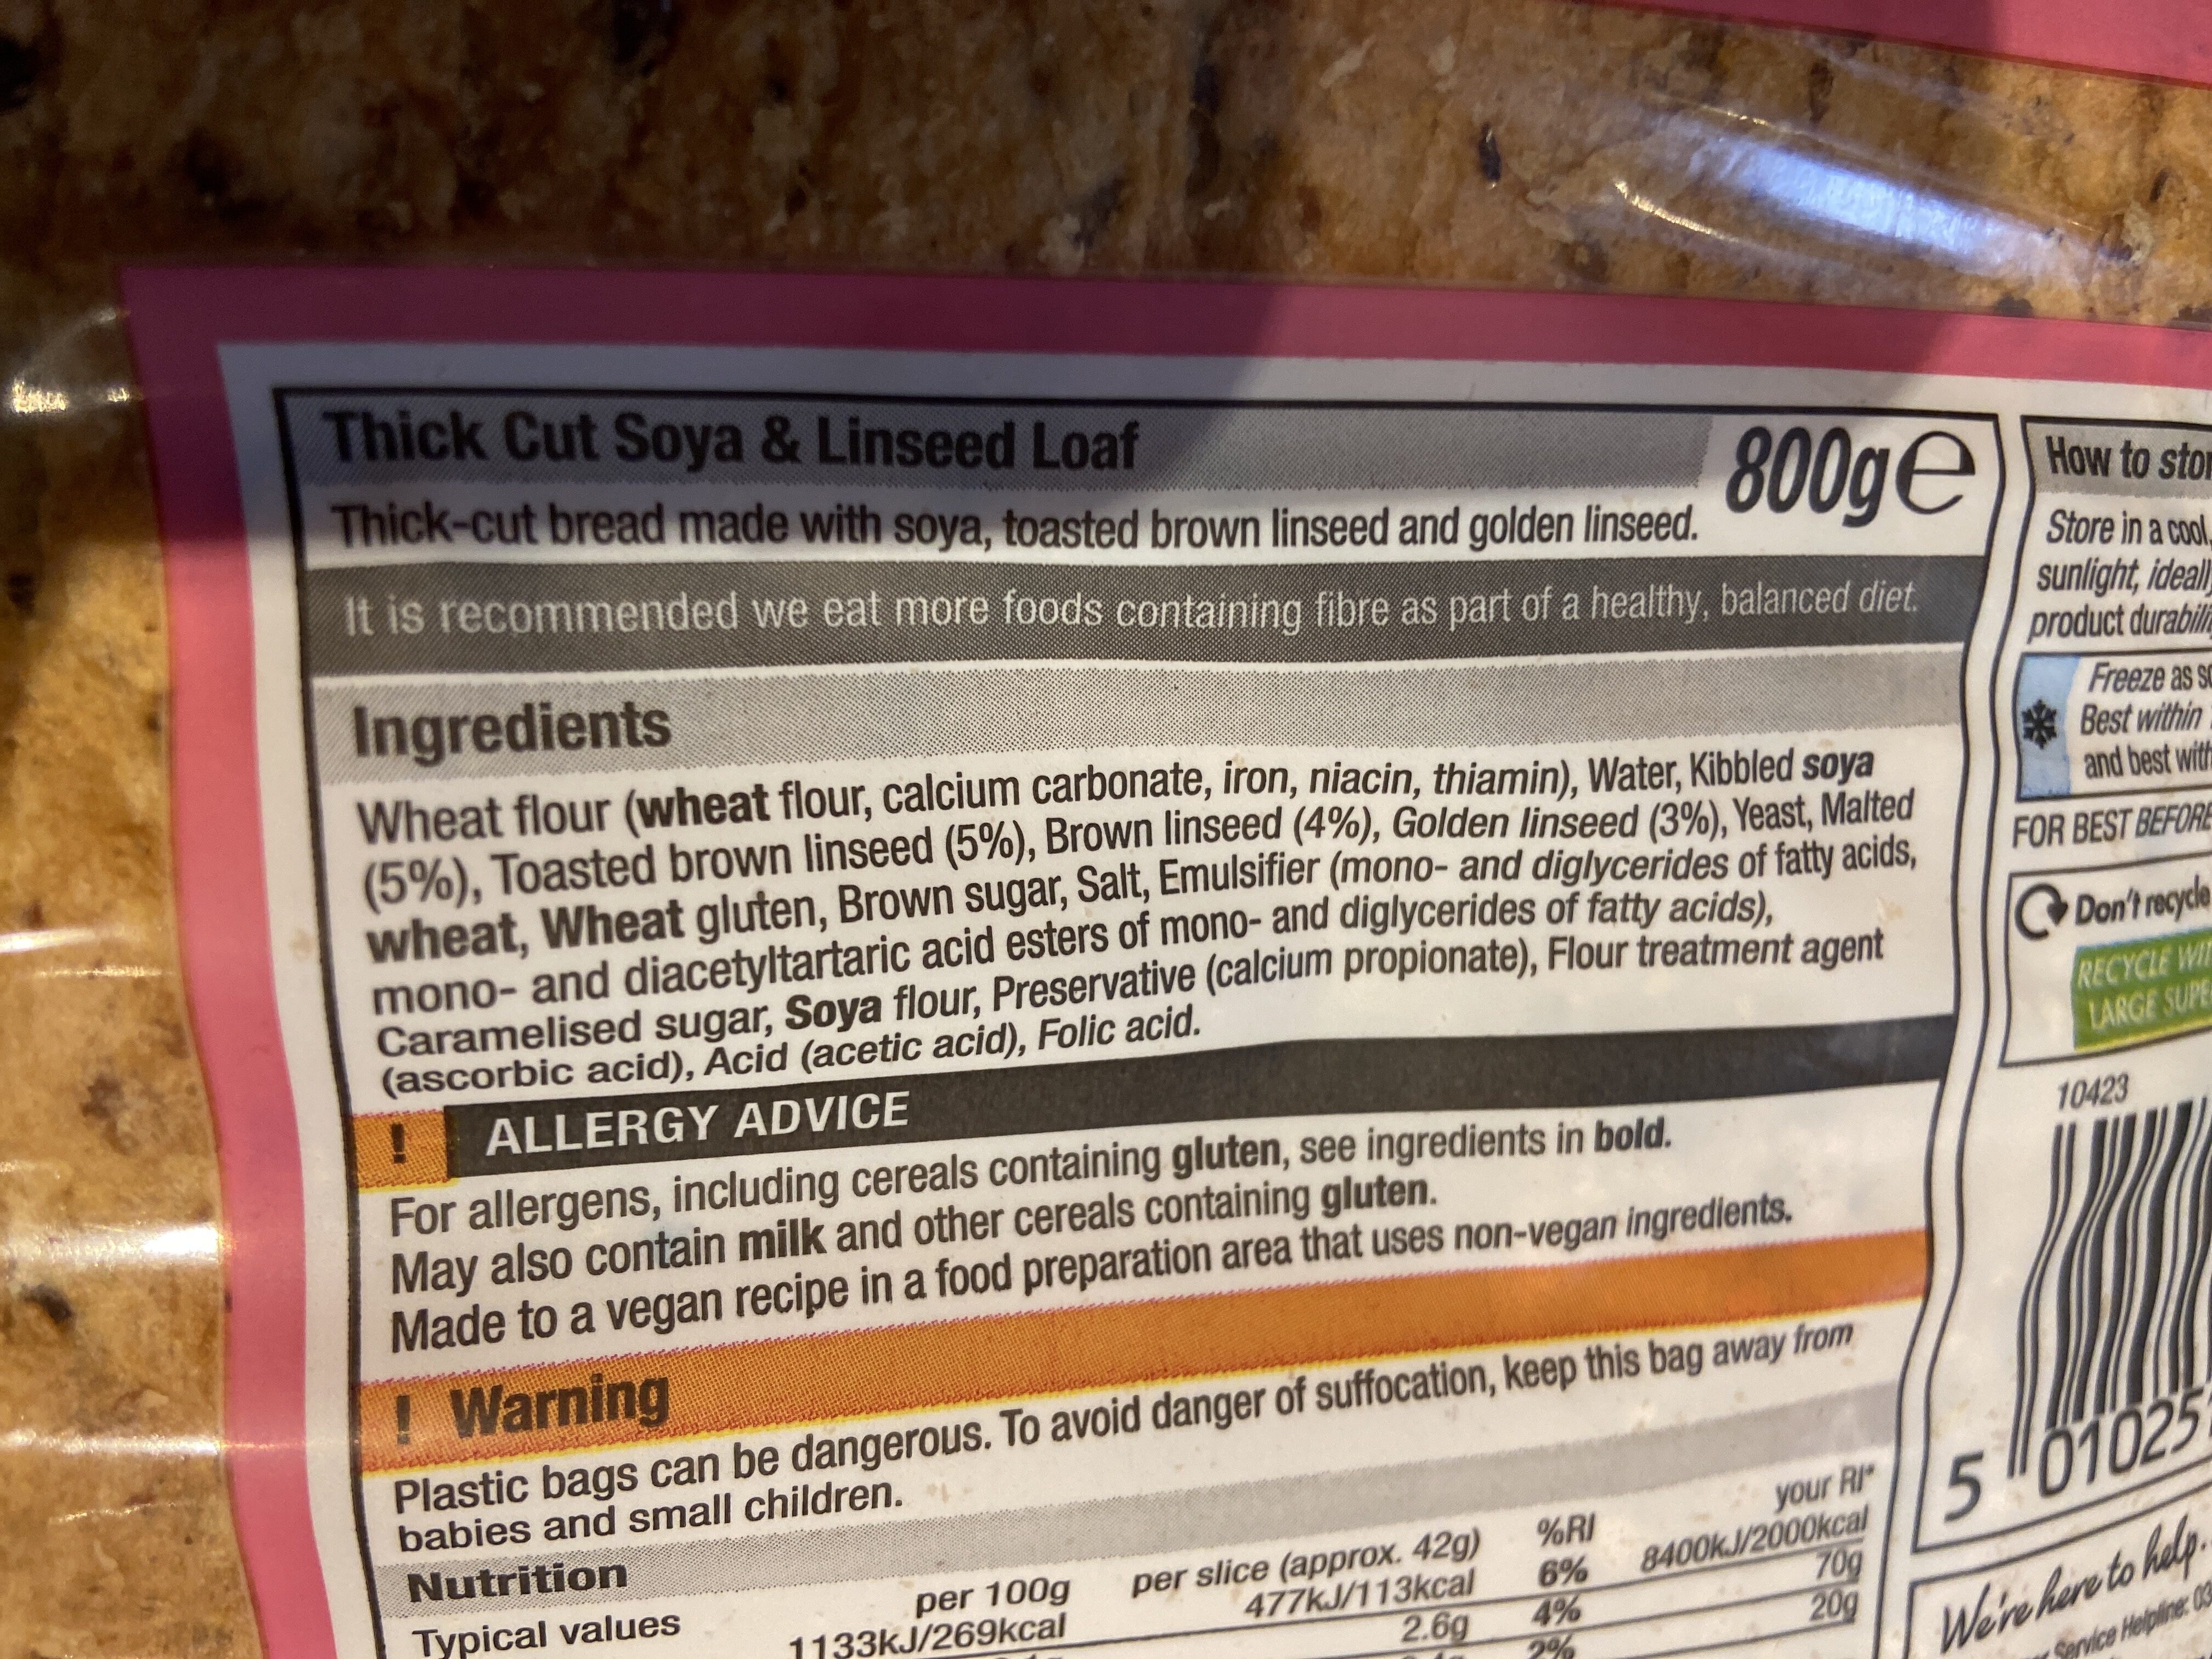 Thick Cut Soya & Linseed Loaf
800g e
Thick-cut bread made with soya, toasted brown linseed and golden linseed.
It is recommended we eat more foods containing fibre as part of a healthy, balanced diet.
Ingredients
Wheat flour (wheat flour, calcium carbonate, iron, niacin, thiamin), Water, Kibbled soya
(5%), Toasted brown linseed (5%), Brown linseed (4%), Golden linseed (3%), Yeast, Malted
wheat, Wheat gluten, Brown sugar, Salt, Emulsifier (mono- and diglycerides of fatty acids,
mono- and diacetyltartaric acid esters of mono- and diglycerides of fatty acids),
Caramelised sugar, Soya flour, Preservative (calcium propionate), Flour treatment agent
(ascorbic acid), Acid (acetic acid), Folic acid.
! ALLERGY ADVICE
For allergens, including cereals containing gluten, see ingredients in bold.
May also contain milk and other cereals containing gluten.
Made to a vegan recipe in a food preparation area that uses non-vegan ingredients.
! Warning
Plastic bags can be dangerous. To avoid danger of suffocation, keep this bag away from
babies and small children.
Nutrition
Typical values per 100g per slice (approx. 42g) %RI your RI*
1133kJ/269kcal 477kJ/113kcal 6% 8400kJ/2000kcal
2.6g 4% 70g
2% 20g
How to
Store in a cool,
sunlight,
product
Freeze as
Best within
and best
FOR BEST BEFORE
Don't recycle
RECYCLE
LARGE
10423
5 01025
We're here to help.
Service Helpline: 03